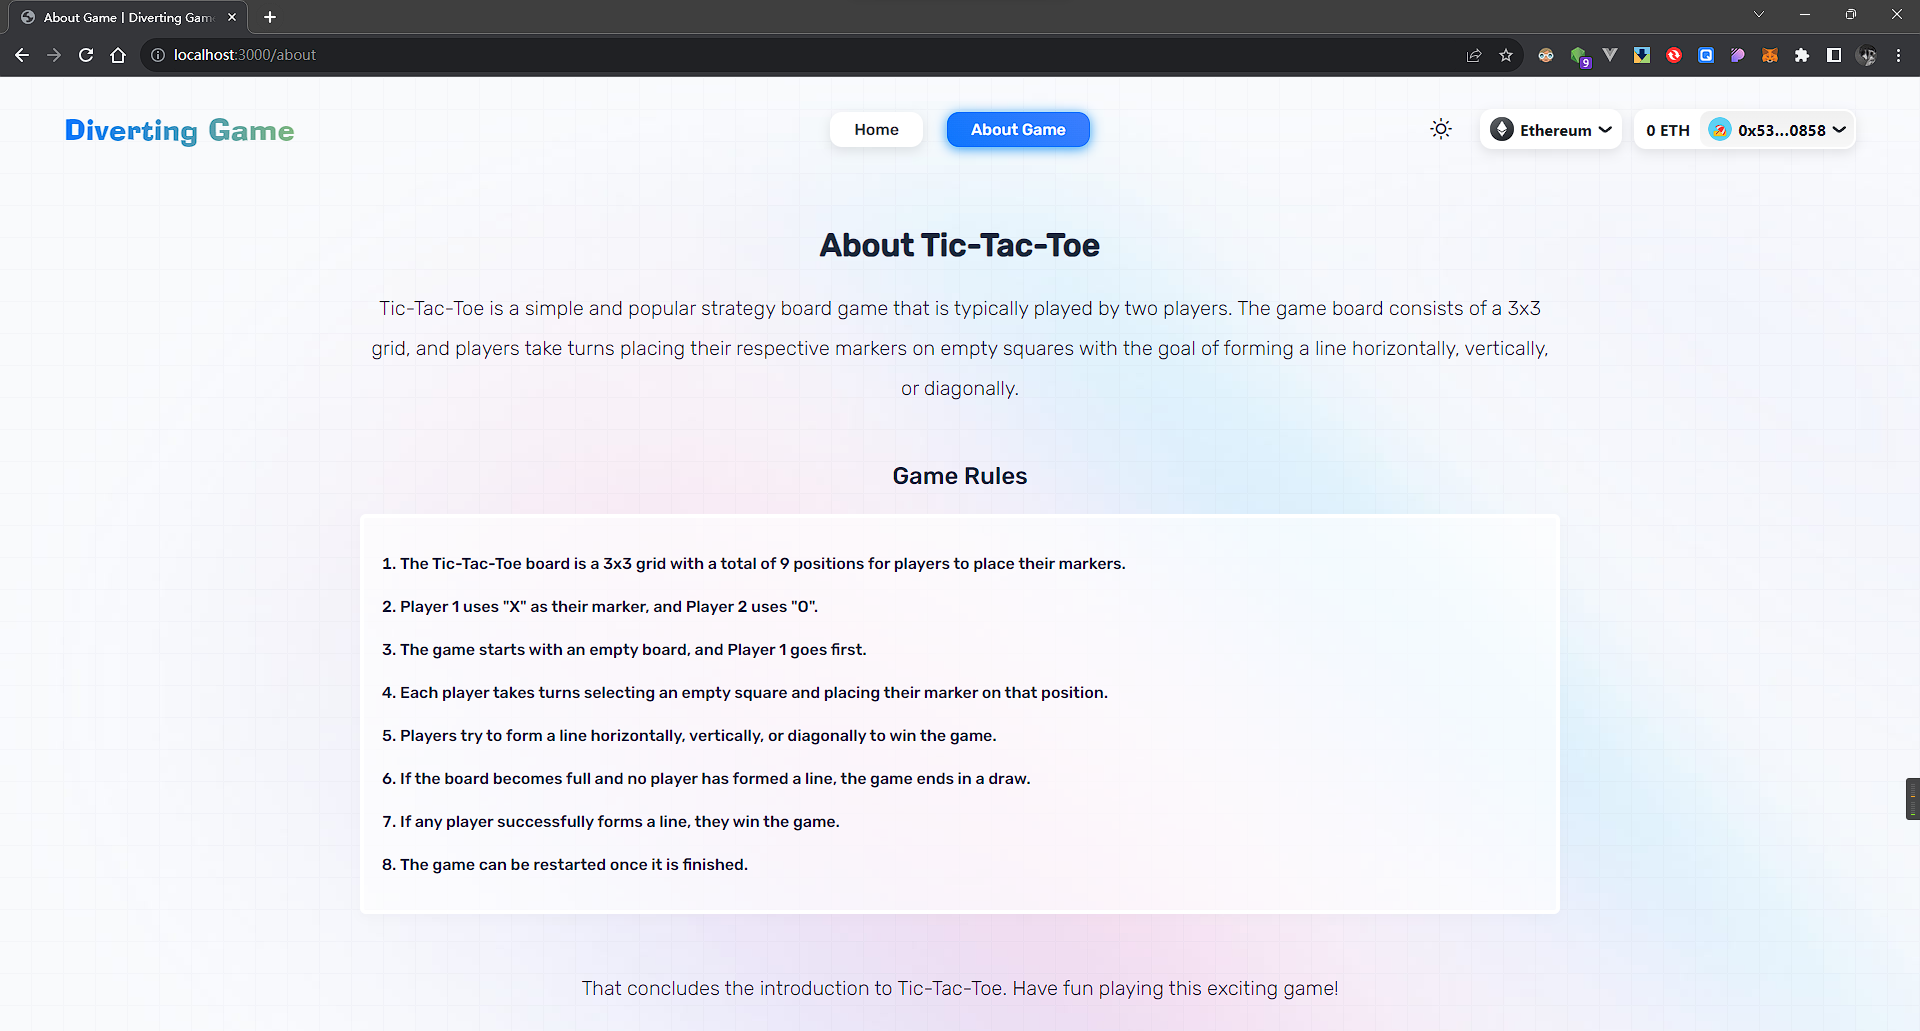 About Game | Diverting Gam
localhost:3000/about
9
Diverting Game
Home
About Game
Ethereum
0 ETH
0x53...0858
About Tic-Tac-Toe
Tic-Tac-Toe is a simple and popular strategy board game that is typically played by two players. The game board consists of a 3x3
grid, and players take turns placing their respective markers on empty squares with the goal of forming a line horizontally, vertically,
or diagonally.
Game Rules
1. The Tic-Tac-Toe board is a 3x3 grid with a total of 9 positions for players to place their markers.
2. Player 1 uses "X" as their marker, and Player 2 uses "O".
3. The game starts with an empty board, and Player 1 goes first.
4. Each player takes turns selecting an empty square and placing their marker on that position.
5. Players try to form a line horizontally, vertically, or diagonally to win the game.
6. If the board becomes full and no player has formed a line, the game ends in a draw.
7. If any player successfully forms a line, they win the game.
8. The game can be restarted once it is finished.
That concludes the introduction to Tic-Tac-Toe. Have fun playing this exciting game!